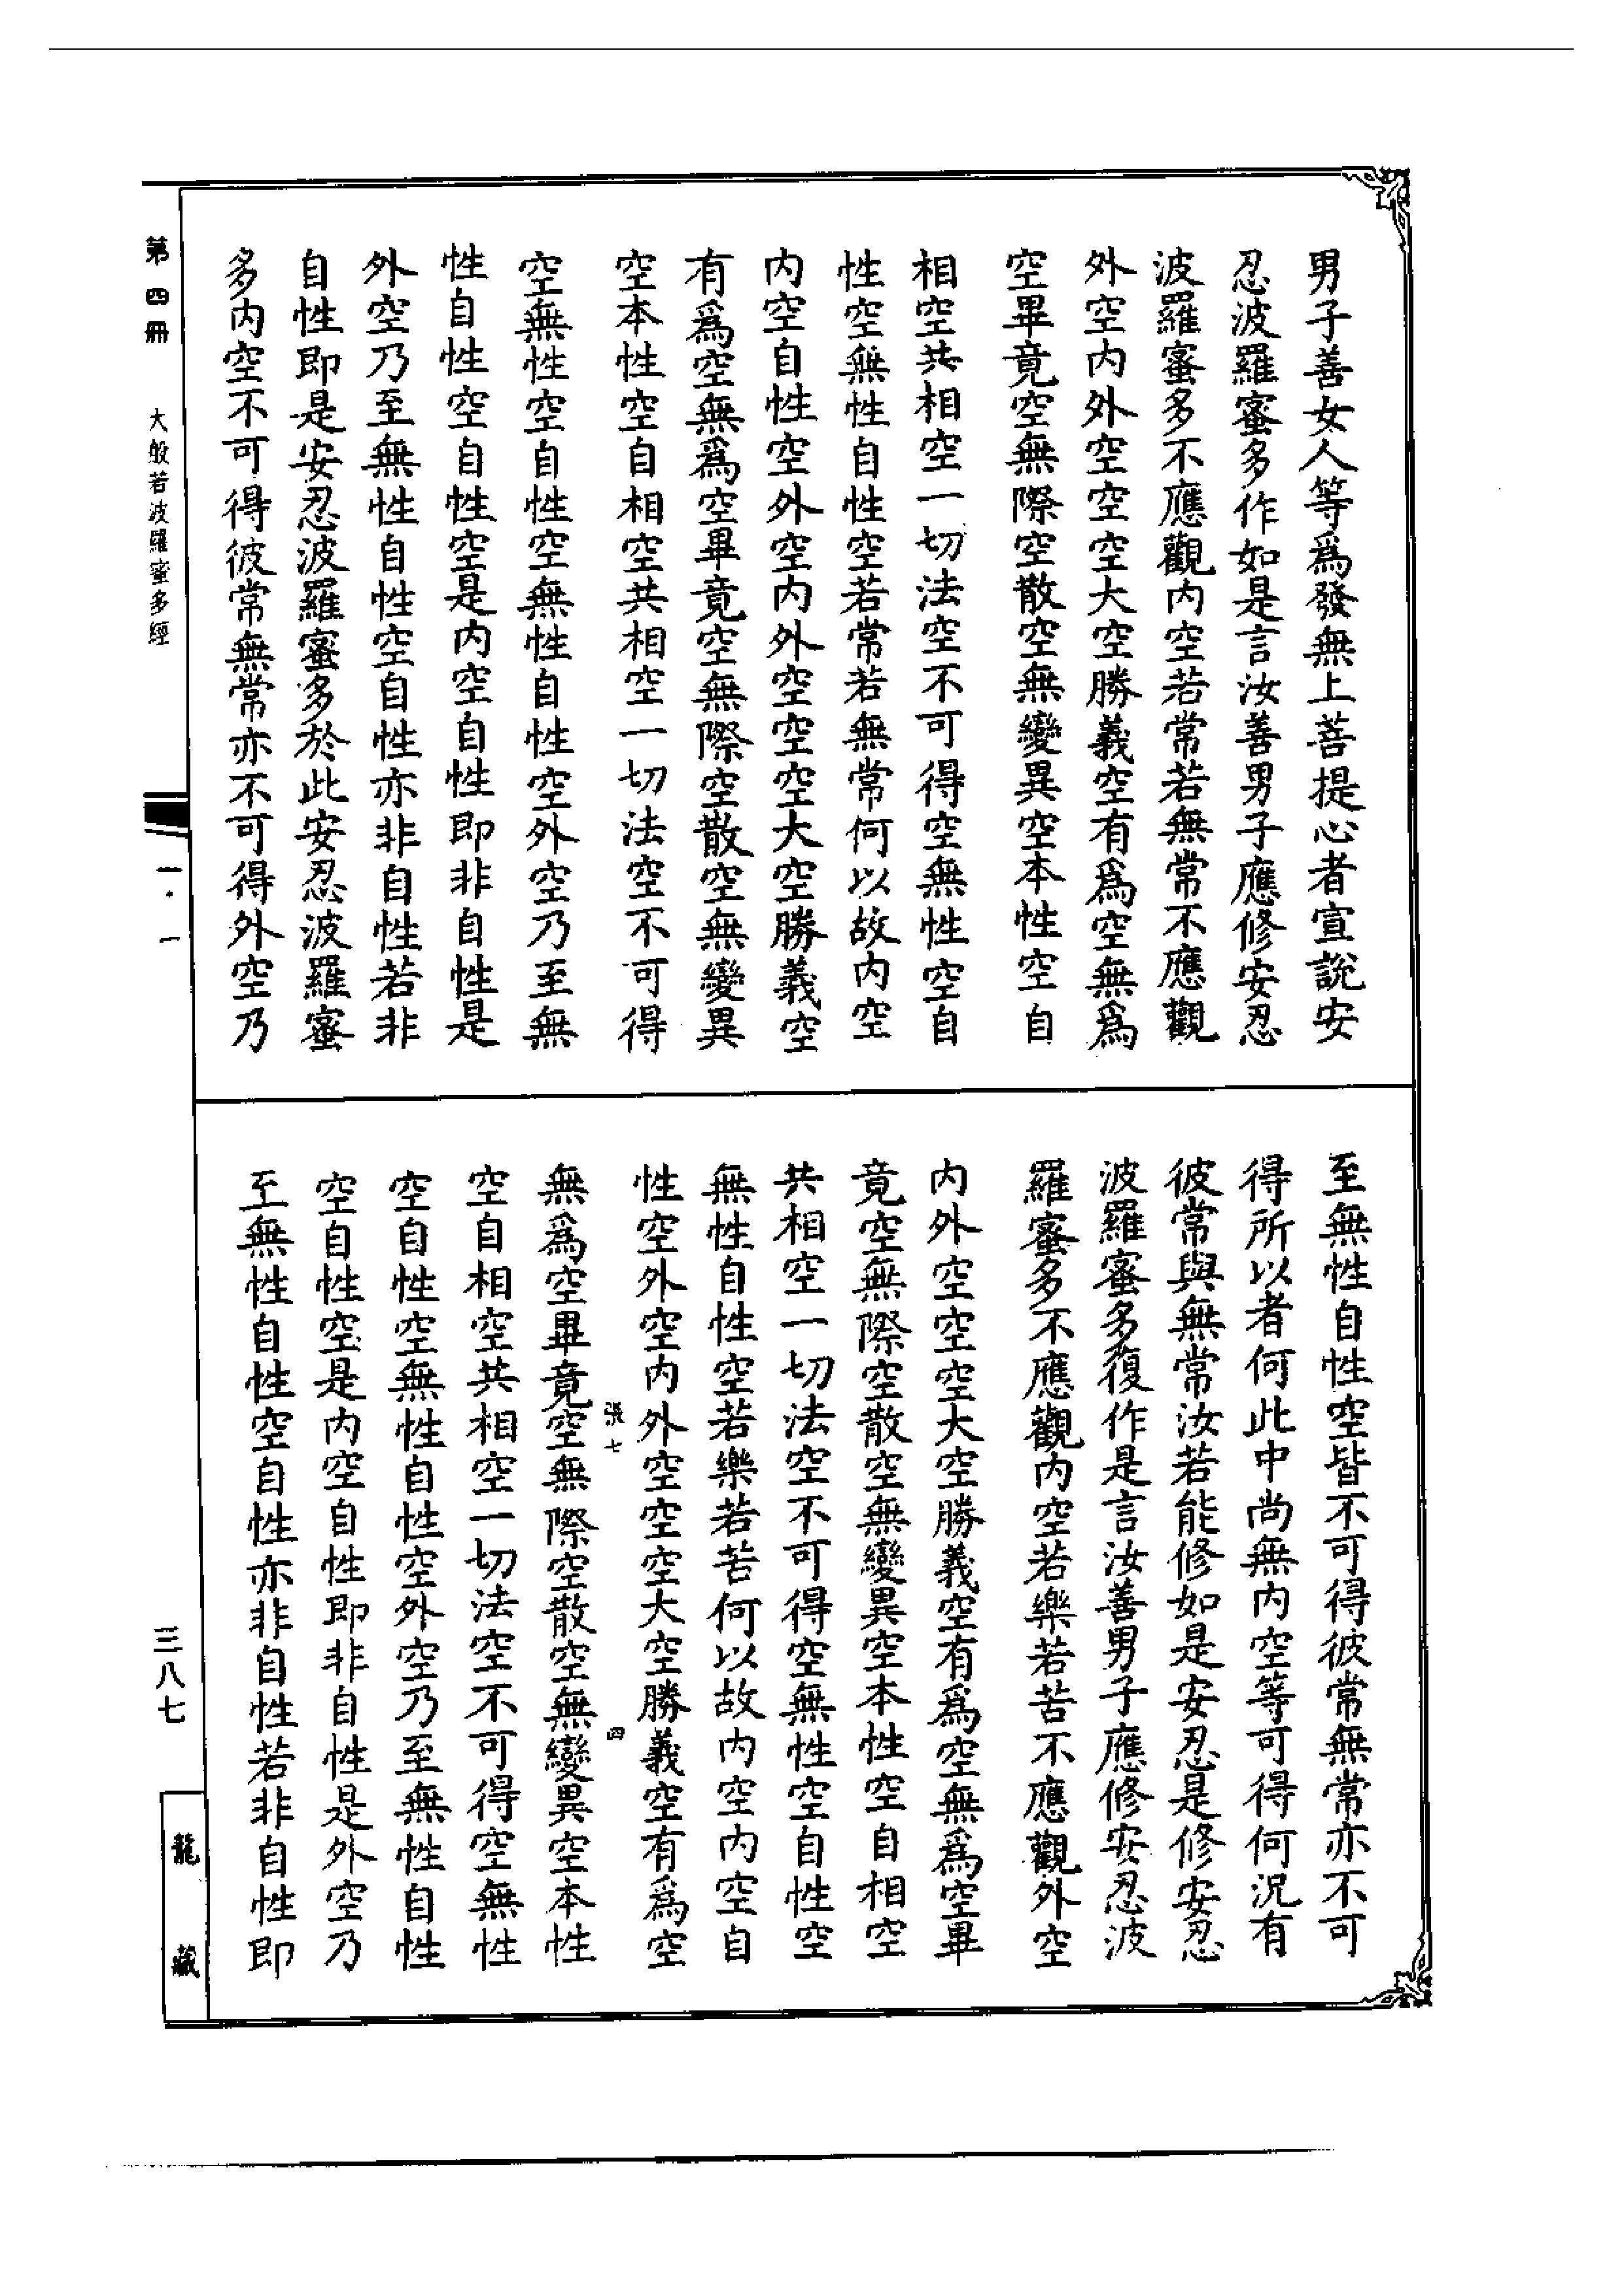 男子善女人等爲發無上菩提心者宣說安
忍波羅蜜多作如是言汝善男子應修安忍
波羅蜜多不應觀内空若常若無常不應觀
外空内外空空空大空勝義空有爲空無爲
空畢竟空無際空散空無變異空本性空自
相空共相空一切法空不可得空無性空自
性空無性自性空若常若無常何以故内空
内空自性空外空内外空空空大空勝義空
有爲空無爲空畢竟空無際空散空無變異
空本性空自相空共相空一切法空不可得
空無性空自性空無性自性空外空乃至無
性自性空自性空是内空自性即非自性是
外空乃至無性自性空自性亦非自性若非
自性即是安忍波羅蜜多於此安忍波羅蜜
多内空不可得彼常無常亦不可得外空乃
至無性自性空皆不可得彼常無常亦不可
得所以者何此中尚無内空等可得何況有
彼常與無常汝若能修如是安忍是修安忍
波羅蜜多復作是言汝善男子應修安忍波
羅蜜多不應觀内空若樂若苦不應觀外空
内外空空空大空勝義空有爲空無爲空畢
竟空無際空散空無變異空本性空自相空
共相空一切法空不可得空無性空自性空
無性自性空若樂若苦何以故内空内空自
性空外空内外空空空大空勝義空有爲空
張七 四
無爲空畢竟空無際空散空無變異空本性
空自相空共相空一切法空不可得空無性
空自性空無性自性空外空乃至無性自性
空自性空是内空自性即非自性是外空乃
至無性自性空自性亦非自性若非自性即
第四冊 大般若波羅蜜多經 一·一
三八七
龍藏